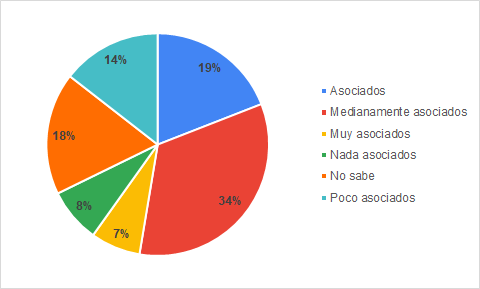 14%
19%
18%
34%
8%
7%
Asociados
Medianamente asociados
Muy asociados
Nada asociados
No sabe
Poco asociados